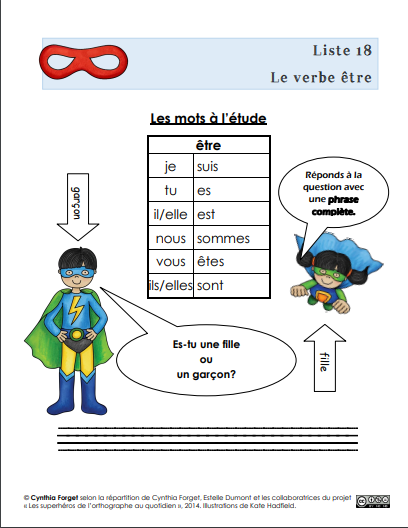 Liste 18
Le verbe être
Les mots à l'étude
être
je suis
tu es
il/elle est
nous sommes
vous êtes
ils/elles sont
garçon
Réponds à la
question avec
une phrase
complète.
Es-tu une fille
ou
un garçon?
fille
© Cynthia Forget selon la répartition de Cynthia Forget, Estelle Dumont et les collaboratrices du projet
« Les superhéros de l'orthographe au quotidien », 2014. Illustrations de Kate Hadfield.